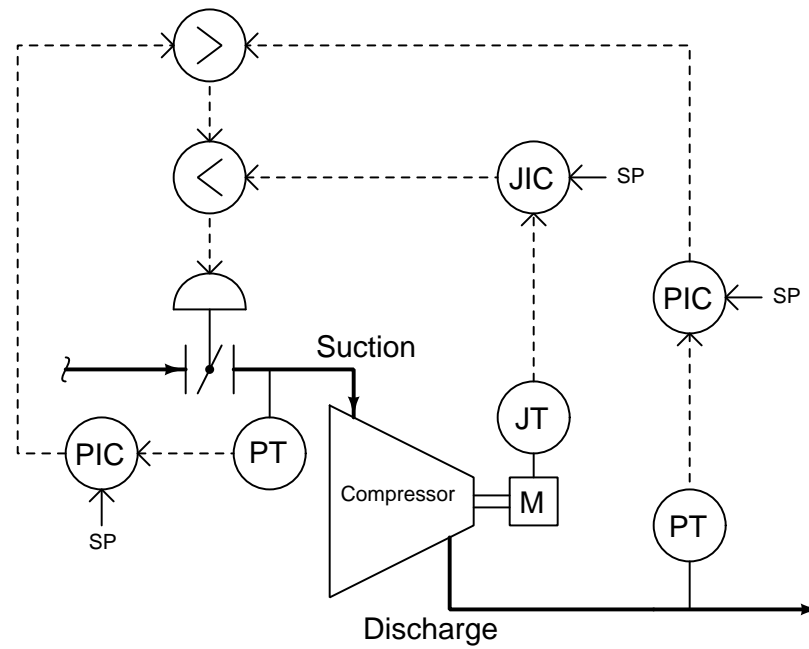 >
<
JIC
SP
PIC
SP
Suction
JT
PIC
PT
SP
Compressor
M
PT
Discharge